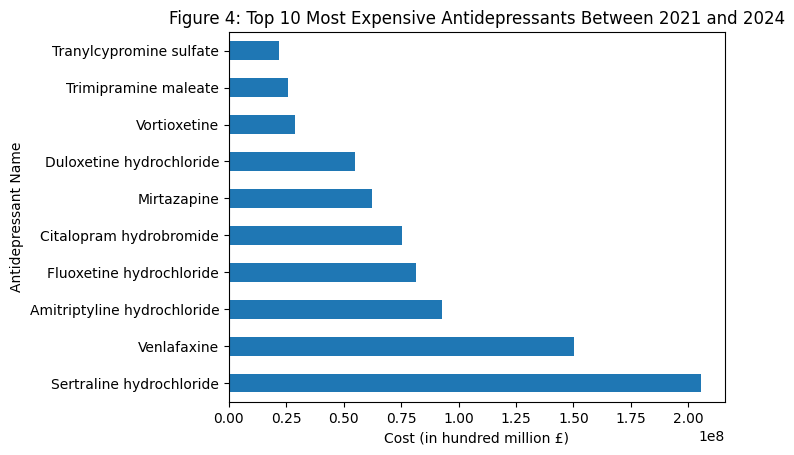 Figure 4: Top 10 Most Expensive Antidepressants Between 2021 and 2024
Antidepressant Name
Tranylcypromine sulfate
Trimipramine maleate
Vortioxetine
Duloxetine hydrochloride
Mirtazapine
Citalopram hydrobromide
Fluoxetine hydrochloride
Amitriptyline hydrochloride
Venlafaxine
Sertraline hydrochloride
0.00 0.25 0.50 0.75 1.00 1.25 1.50 1.75 2.00
Cost (in hundred million £)
1e8